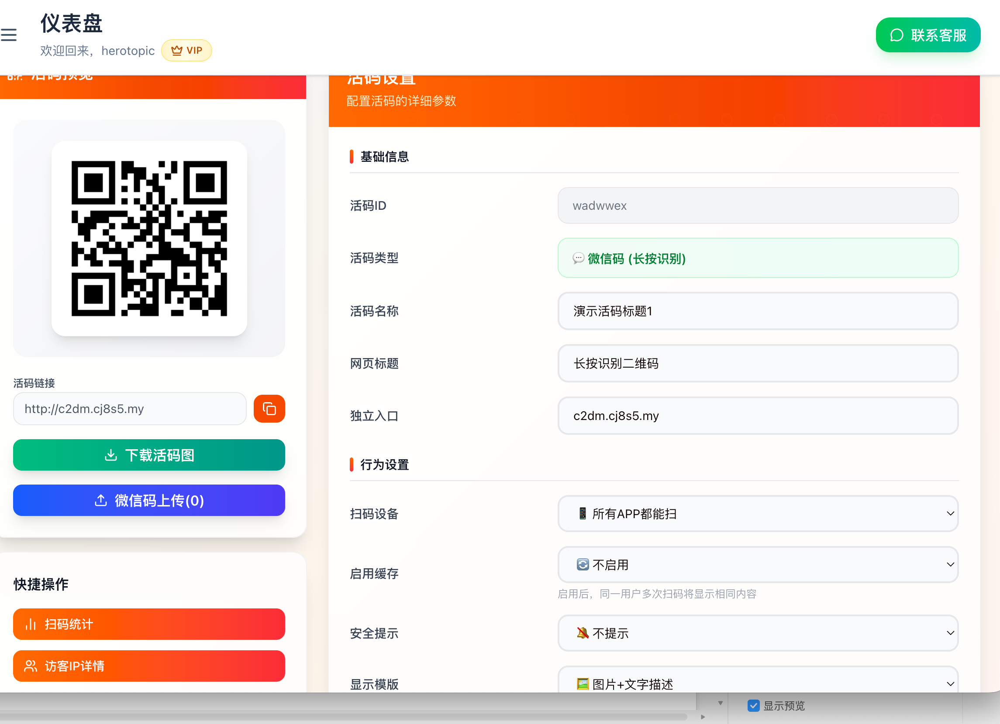 仪表盘
欢迎回来，herotopic
VIP
联系客服
活码预览
下载活码图
活码链接
http://c2dm.cj8s5.my
微信码上传(0)
快捷操作
扫码统计
访客IP详情
活码设置
配置活码的详细参数
基础信息
活码ID
wadwwex
活码类型
微信码 (长按识别)
活码名称
演示活码标题1
网页标题
长按识别二维码
独立入口
c2dm.cj8s5.my
行为设置
扫码设备
所有APP都能扫
启用缓存
不启用
启用后，同一用户多次扫码将显示相同内容
安全提示
不提示
显示模版
图片+文字描述
显示预览